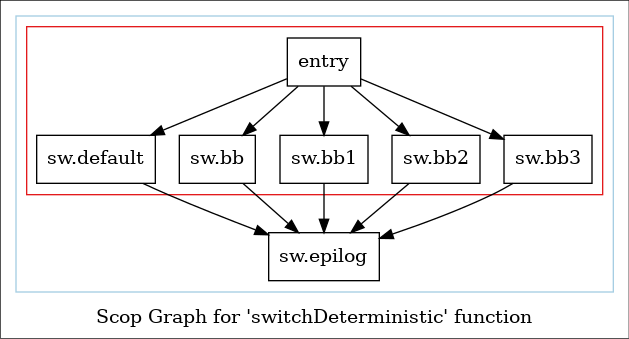 entry
sw.default sw.bb sw.bb1 sw.bb2 sw.bb3
sw.epilog
Scop Graph for 'switchDeterministic' function